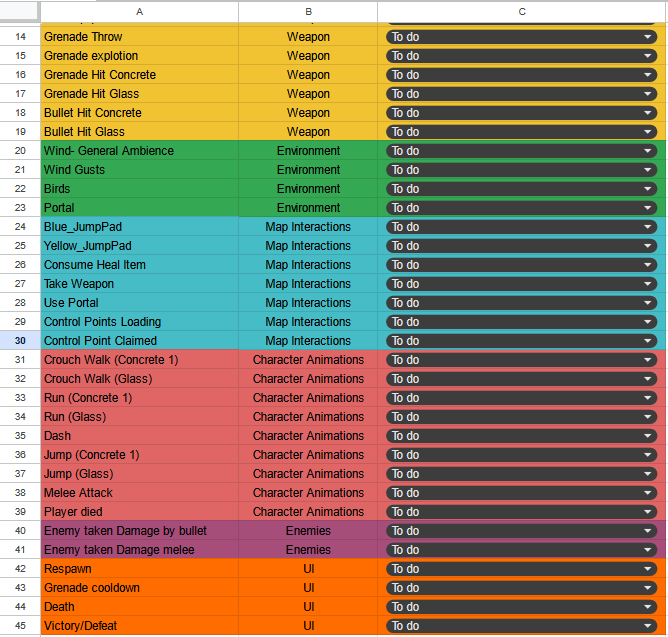 A B C
14 Grenade Throw Weapon To do
15 Grenade explotion Weapon To do
16 Grenade Hit Concrete Weapon To do
17 Grenade Hit Glass Weapon To do
18 Bullet Hit Concrete Weapon To do
19 Bullet Hit Glass Weapon To do
20 Wind- General Ambience Environment To do
21 Wind Gusts Environment To do
22 Birds Environment To do
23 Portal Environment To do
24 Blue_JumpPad Map Interactions To do
25 Yellow_JumpPad Map Interactions To do
26 Consume Heal Item Map Interactions To do
27 Take Weapon Map Interactions To do
28 Use Portal Map Interactions To do
29 Control Points Loading Map Interactions To do
30 Control Point Claimed Map Interactions To do
31 Crouch Walk (Concrete 1) Character Animations To do
32 Crouch Walk (Glass) Character Animations To do
33 Run (Concrete 1) Character Animations To do
34 Run (Glass) Character Animations To do
35 Dash Character Animations To do
36 Jump (Concrete 1) Character Animations To do
37 Jump (Glass) Character Animations To do
38 Melee Attack Character Animations To do
39 Player died Character Animations To do
40 Enemy taken Damage by bullet Enemies To do
41 Enemy taken Damage melee Enemies To do
42 Respawn UI To do
43 Grenade cooldown UI To do
44 Death UI To do
45 Victory/Defeat UI To do